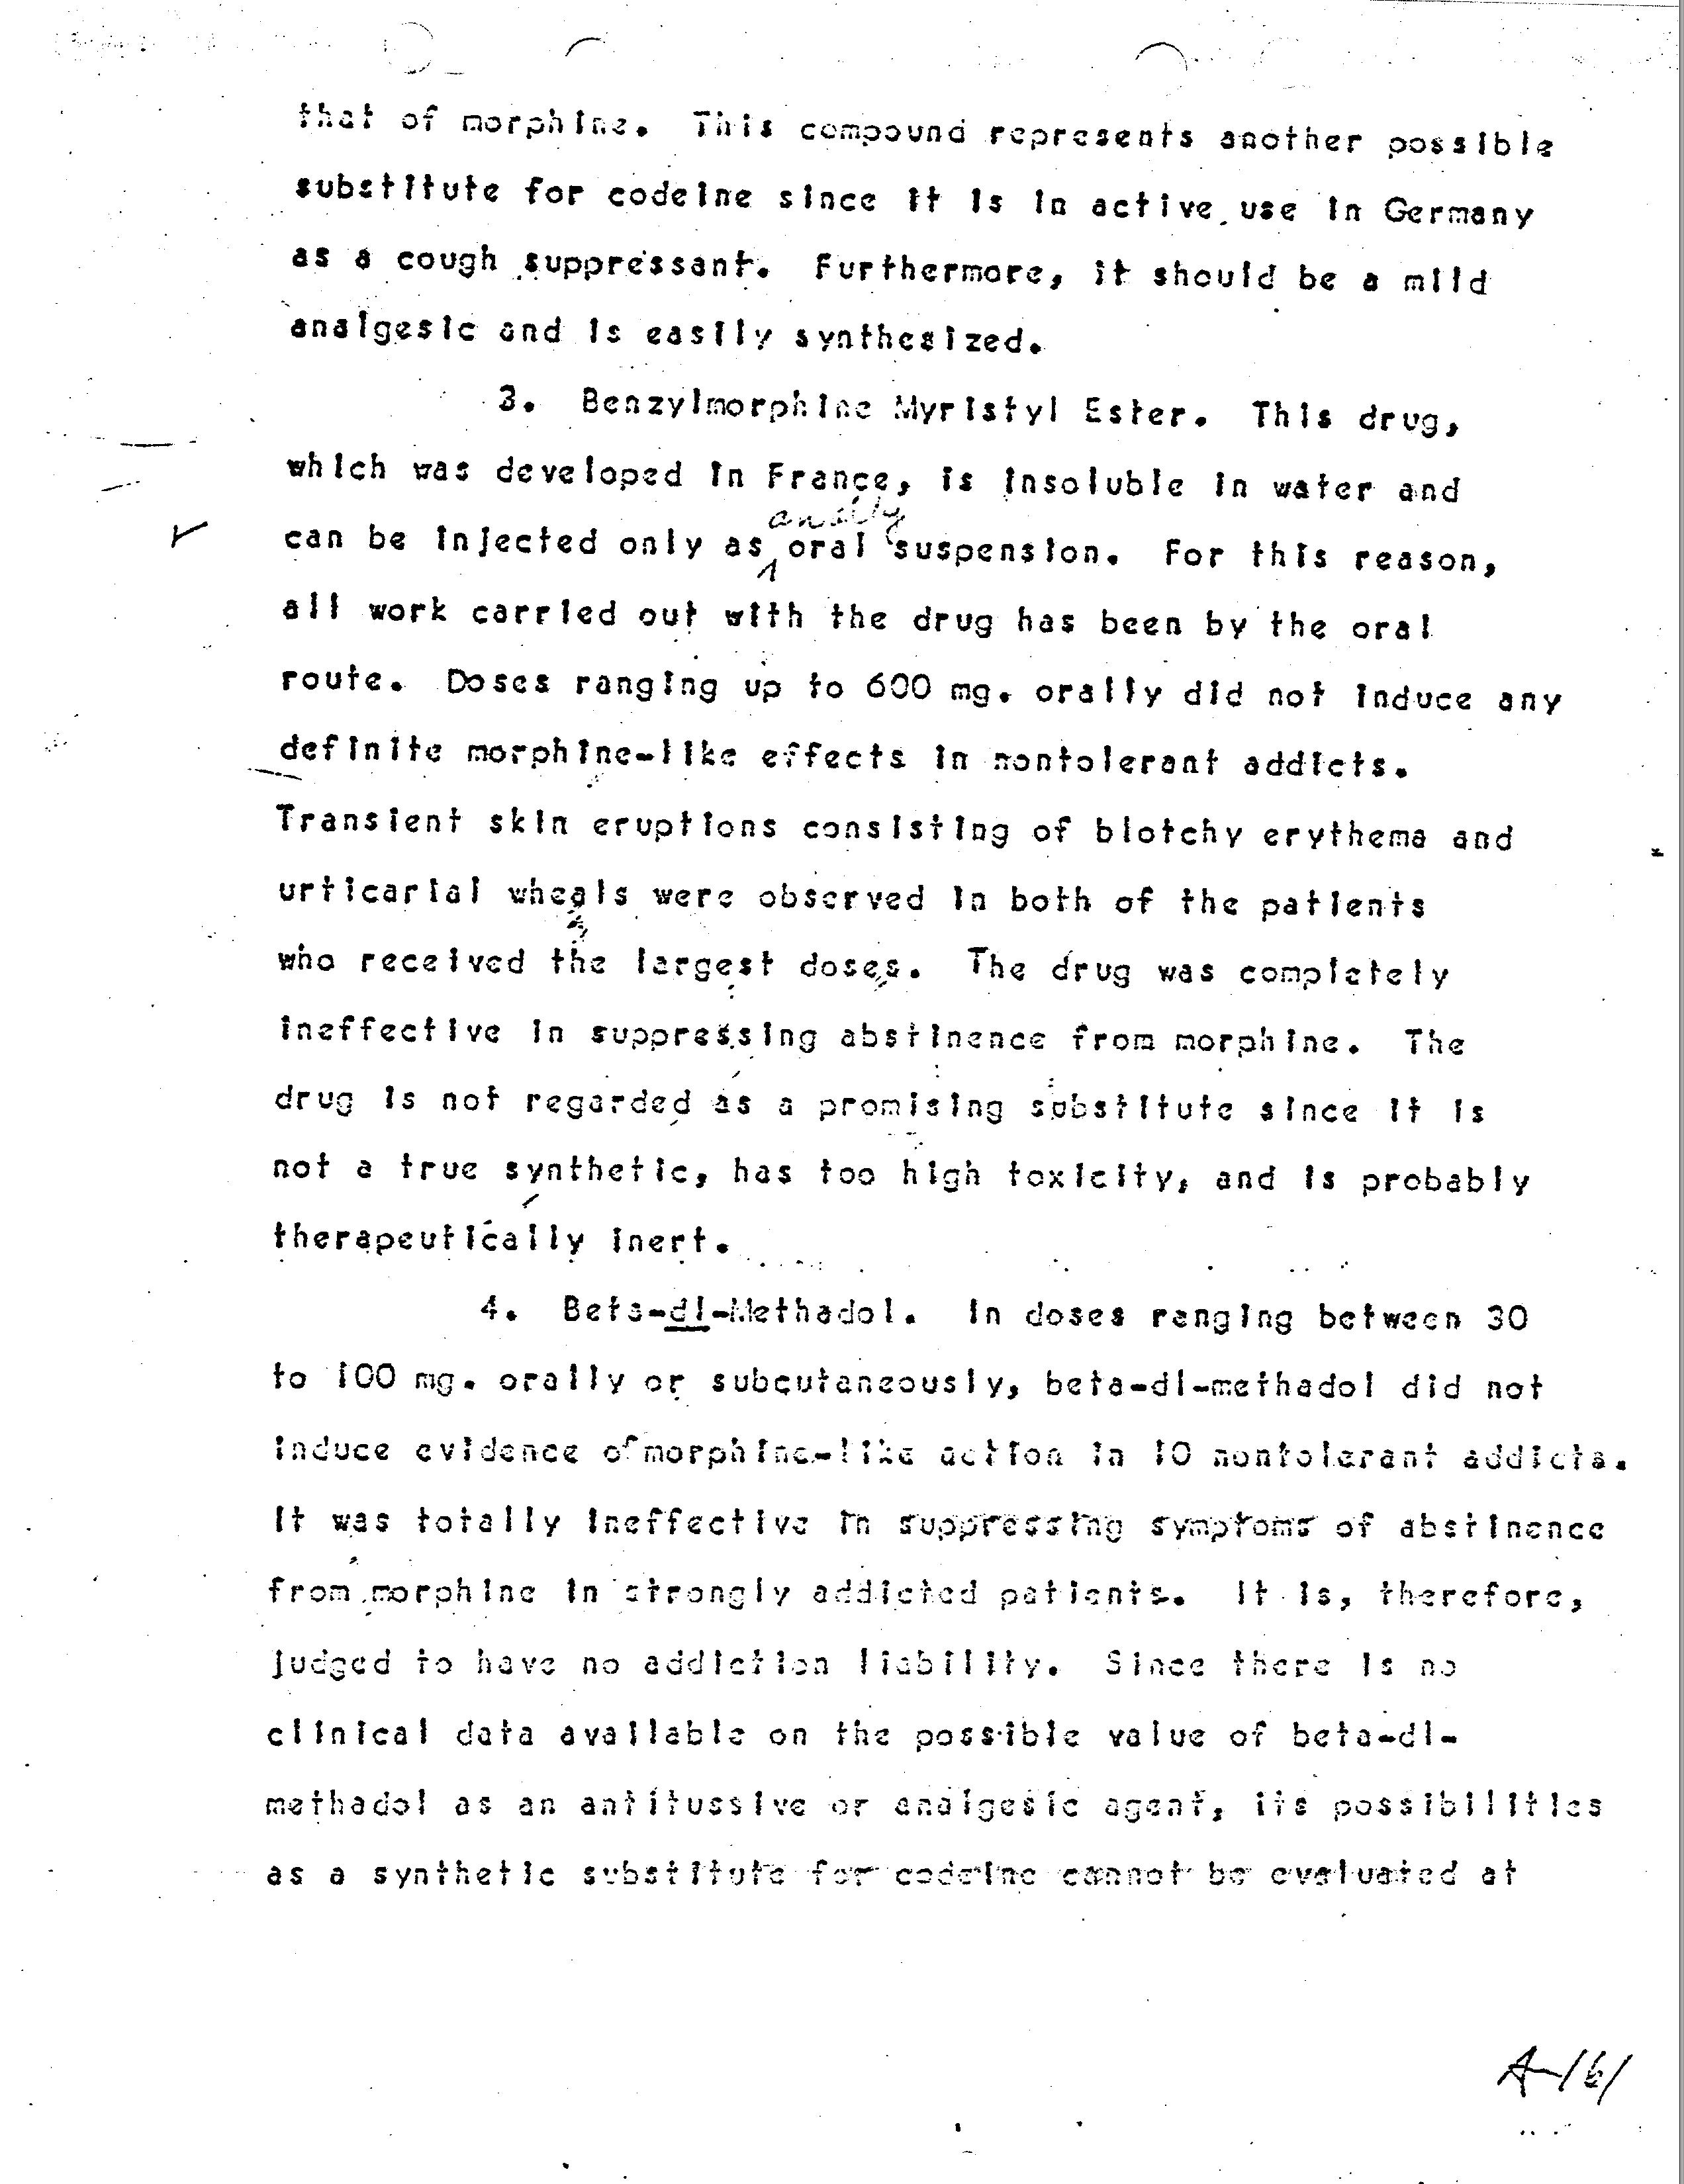 that of morphine. This compound represents another possible
substitute for codeine since it is in active use in Germany
as a cough suppressant. Furthermore, it should be a mild
analgesic and is easily synthesized.
3. Benzylmorphine Myristyl Ester. This drug,
which was developed in France, is insoluble in water and
can be injected only as oral suspension. For this reason,
all work carried out with the drug has been by the oral
route. Doses ranging up to 600 mg. orally did not induce any
definite morphine-like effects in nontolerant addicts.
Transient skin eruptions consisting of blotchy erythema and
urticarial wheals were observed in both of the patients
who received the largest doses. The drug was completely
ineffective in suppressing abstinence from morphine. The
drug is not regarded as a promising substitute since it is
not a true synthetic, has too high toxicity, and is probably
therapeutically inert.
4. Beta-dl-Methadol. In doses ranging between 30
to 100 mg. orally or subcutaneously, beta-dl-methadol did not
induce evidence of morphine-like action in 10 nontolerant addicts.
It was totally ineffective in suppressing symptoms of abstinence
from morphine in strongly addicted patients. It is, therefore,
judged to have no addiction liability. Since there is no
clinical data available on the possible value of beta-dl-
methadol as an antitussive or analgesic agent, its possibilities
as a synthetic substitute for codeine cannot be evaluated at
A-161